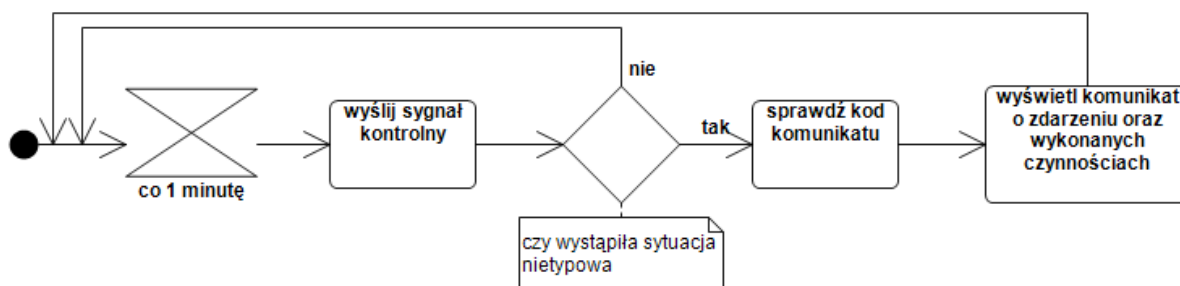 nie
wyślij sygnał
kontrolny
tak
sprawdź kod
komunikatu
wyświetl komunikat
o zdarzeniu oraz
wykonanych
czynnościach
co 1 minutę
czy wystąpiła sytuacja
nietypowa